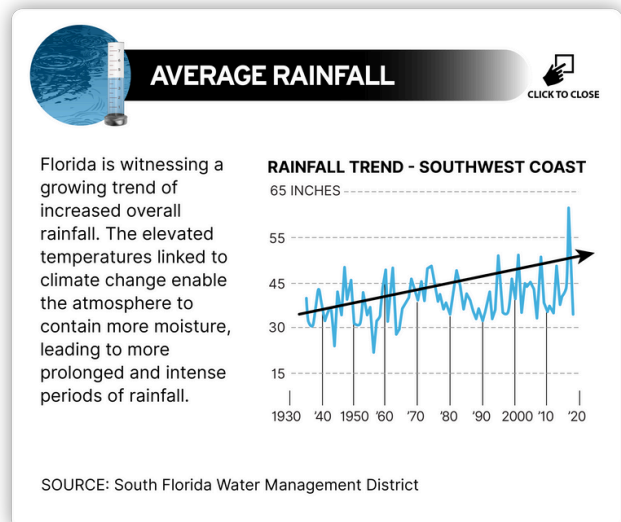 AVERAGE RAINFALL
CLICK TO CLOSE
Florida is witnessing a
growing trend of
increased overall
rainfall. The elevated
temperatures linked to
climate change enable
the atmosphere to
contain more moisture,
leading to more
prolonged and intense
periods of rainfall.
RAINFALL TREND - SOUTHWEST COAST
65 INCHES
55
45
30
15
1930 '40 1950 '60 '70 '80 '90 2000 '10 '20
SOURCE: South Florida Water Management District